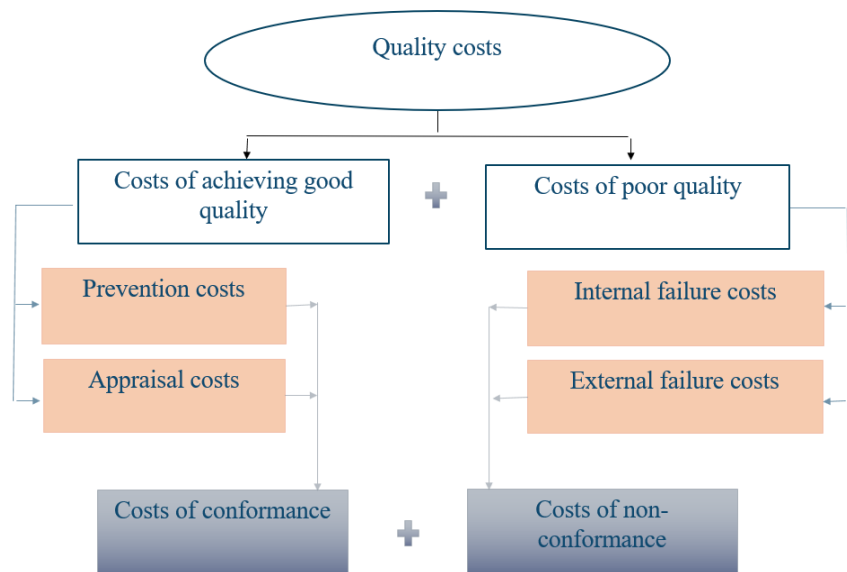 Quality costs
Costs of achieving good
quality
Costs of poor quality
Prevention costs
Internal failure costs
Appraisal costs
External failure costs
Costs of conformance
Costs of non-
conformance